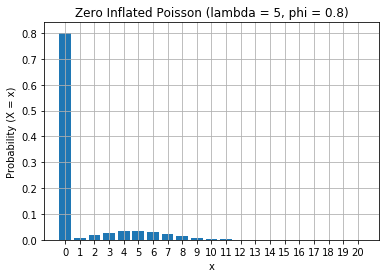 Zero Inflated Poisson (lambda = 5, phi = 0.8)
Probability (X = x)
0.8
0.7
0.6
0.5
0.4
0.3
0.2
0.1
0.0
0 1 2 3 4 5 6 7 8 9 10 11 12 13 14 15 16 17 18 19 20
x